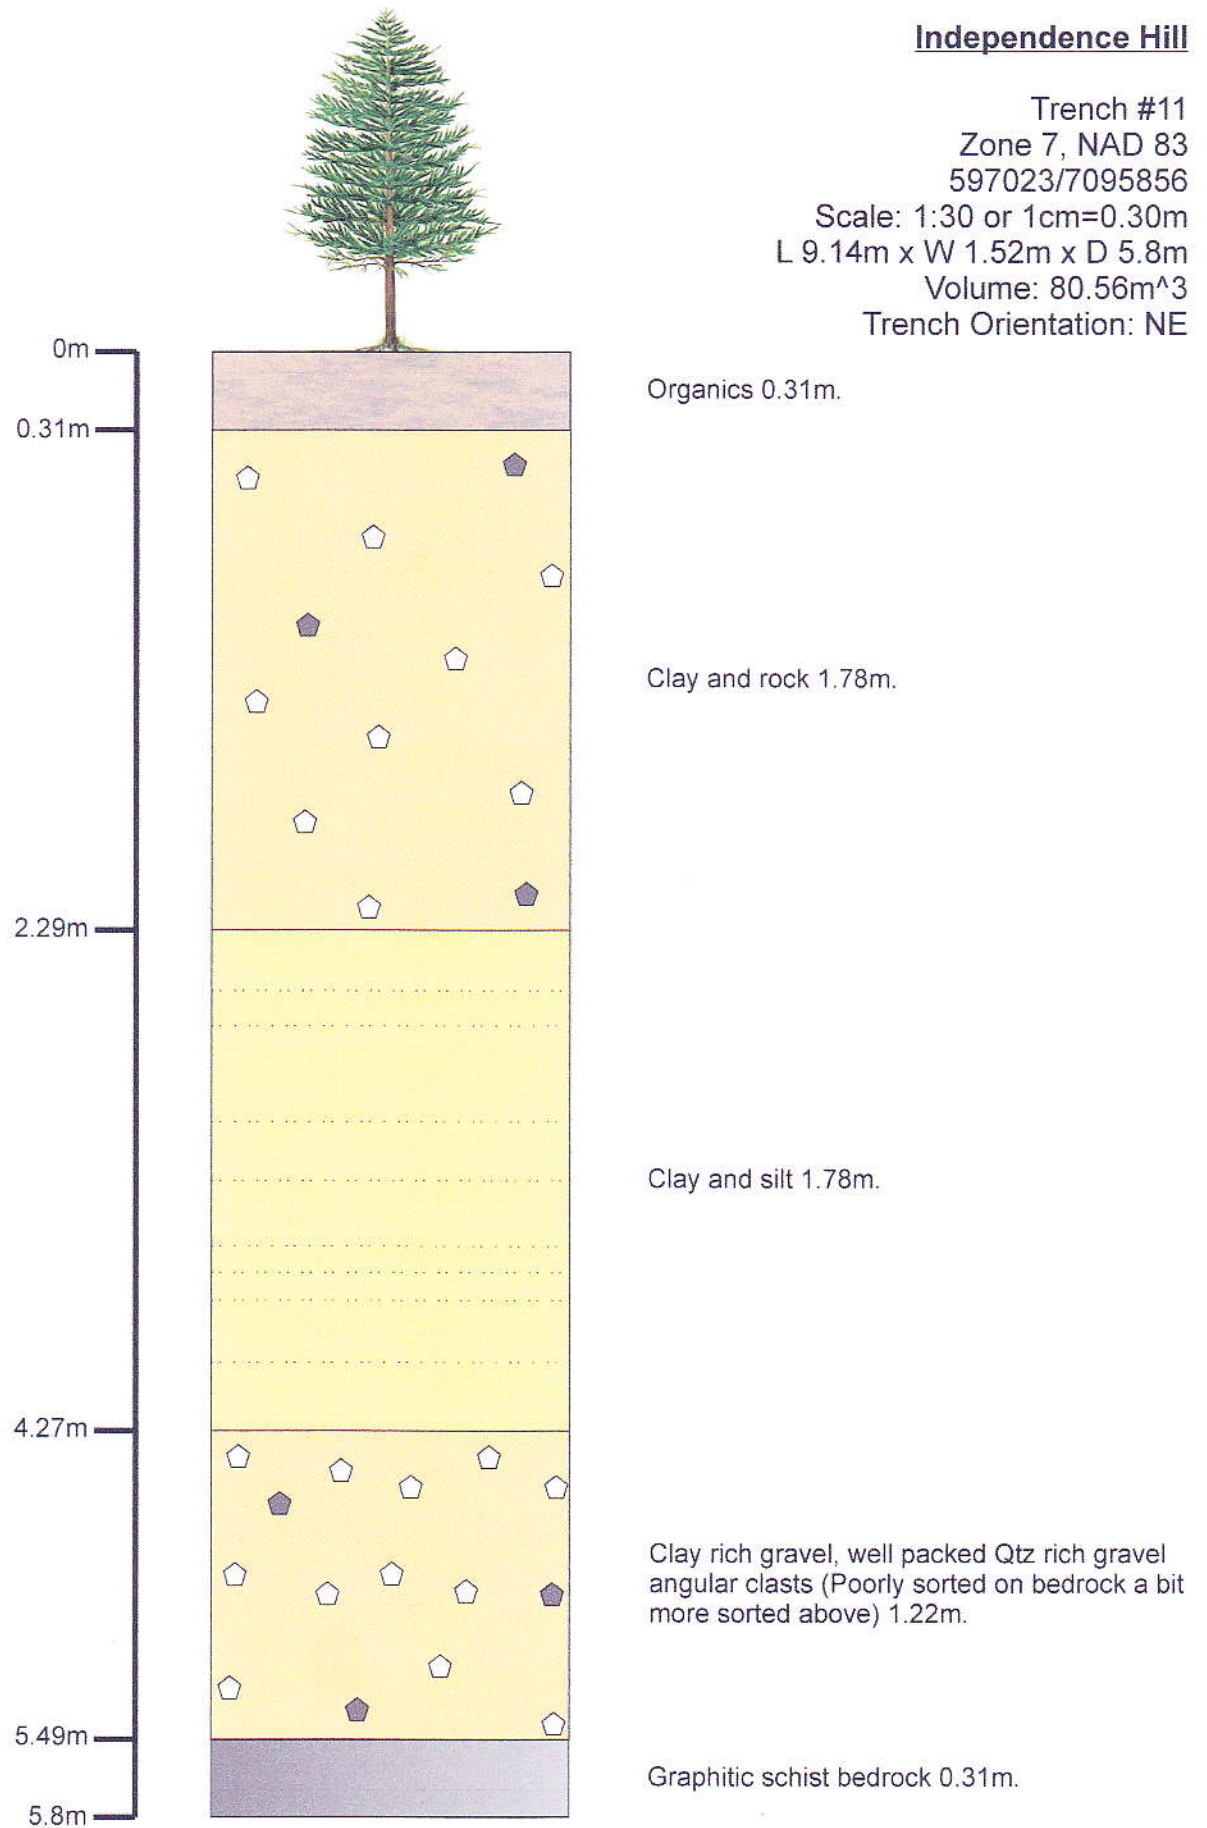 Independence Hill
Trench #11
Zone 7, NAD 83
597023/7095856
Scale: 1:30 or 1cm=0.30m
L 9.14m x W 1.52m x D 5.8m
Volume: 80.56m^3
Trench Orientation: NE
0m
Organics 0.31m.
0.31m
Clay and rock 1.78m.
2.29m
Clay and silt 1.78m.
4.27m
Clay rich gravel, well packed Qtz rich gravel
angular clasts (Poorly sorted on bedrock a bit
more sorted above) 1.22m.
5.49m
Graphitic schist bedrock 0.31m.
5.8m